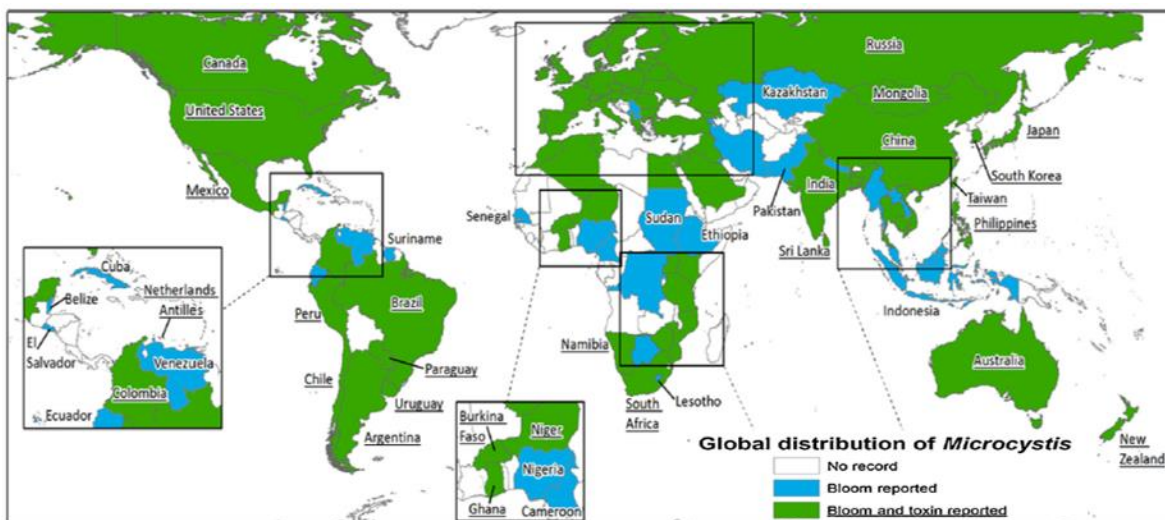 Canada
Russia
Kazakhstan
Mongolia
United States
China
Japan
South Korea
Mexico
India
Taiwan
Senegal
Sudan
Pakistan
Philippines
Suriname
Ethiopia
Sri Lanka
Cuba
Netherlands
Antilles
Belize
Brazil
Indonesia
Peru
El
Salvador
Venezuela
Namibia
Australia
Paraguay
Colombia
Chile
Lesotho
Uruguay
South
Africa
Ecuador
Burkina
Faso
Niger
Argentina
Nigeria
Ghana
Cameroon
New
Zealand
Global distribution of Microcystis
No record
Bloom reported
Bloom and toxin reported